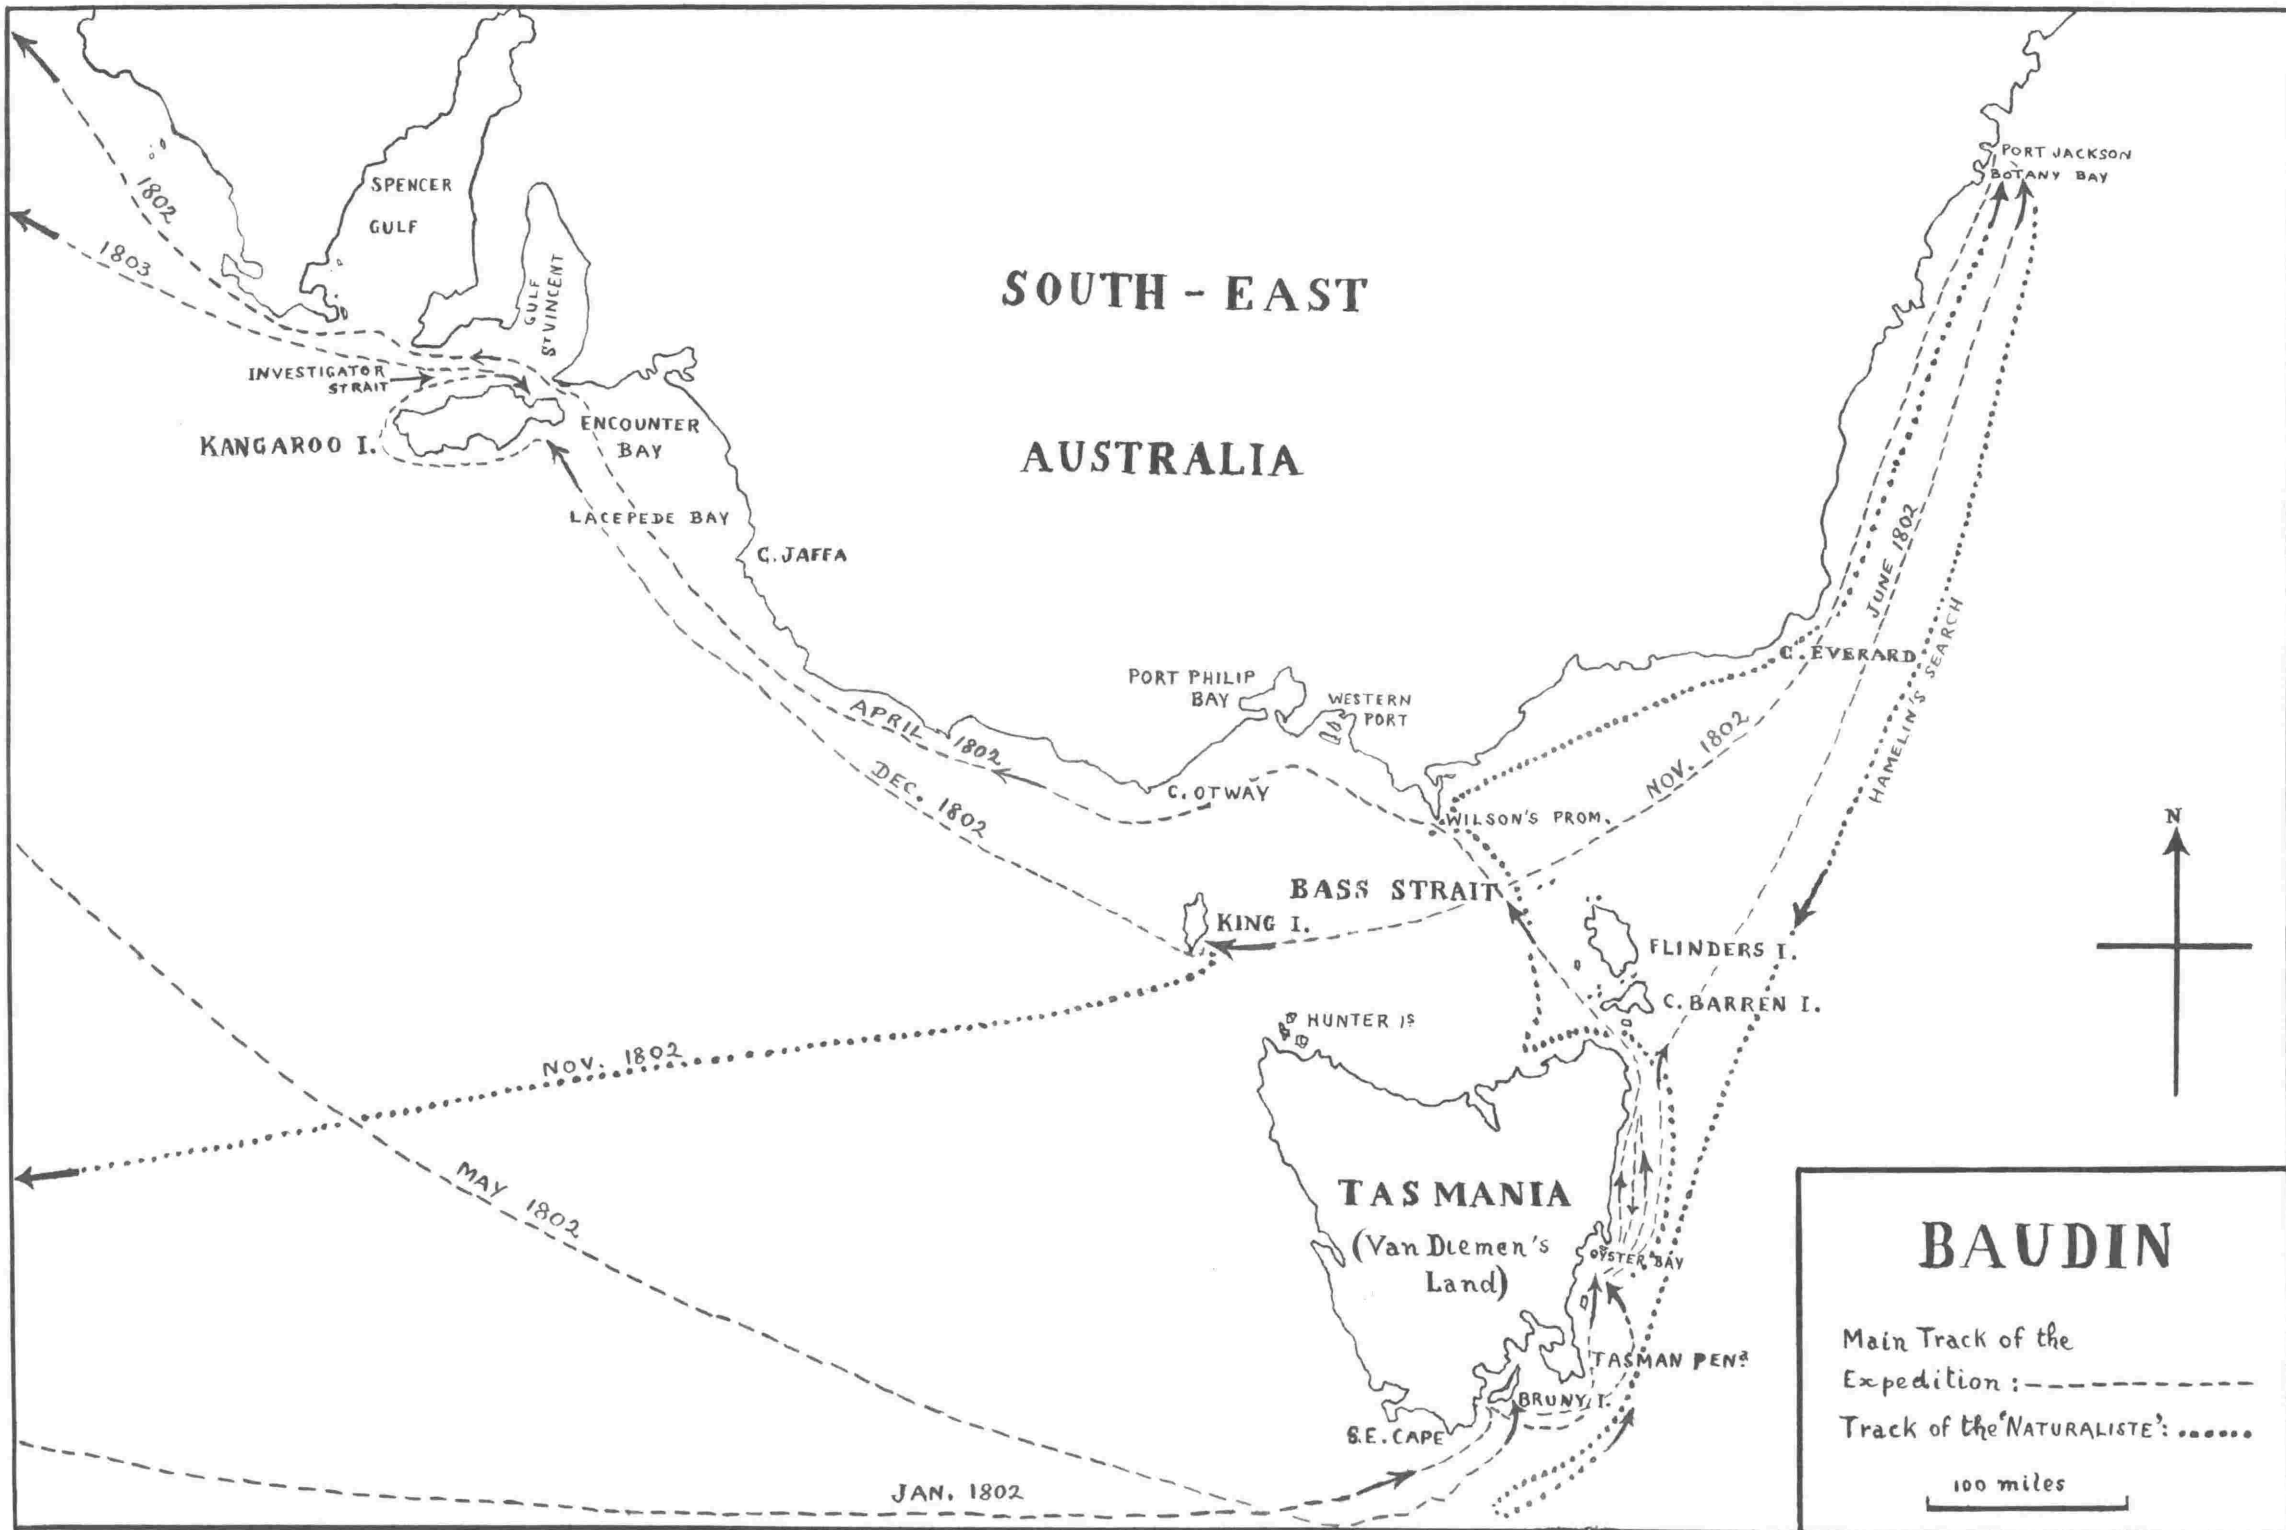 1802
1803
SPENCER
GULF
GULF
ST VINCENT
INVESTIGATOR
STRAIT
KANGAROO I.
ENCOUNTER
BAY
LACEPEDE BAY
C. JAFFA
SOUTH - EAST
AUSTRALIA
PORT JACKSON
BOTANY BAY
JUNE 1802
HAMELIN'S SEARCH
C. EVERARD
NOV. 1802
PORT PHILIP
BAY
WESTERN
PORT
APRIL 1802
DEC. 1802
C. OTWAY
WILSON'S PROM.
BASS STRAIT
KING I.
FLINDERS I.
C. BARREN I.
HUNTER Is
NOV. 1802
MAY 1802
TASMANIA
(Van Diemen's
Land)
OYSTER BAY
TASMAN PENa
BRUNY I.
S.E. CAPE
JAN. 1802
N
BAUDIN
Main Track of the
Expedition :
Track of the 'NATURALISTE':
100 miles